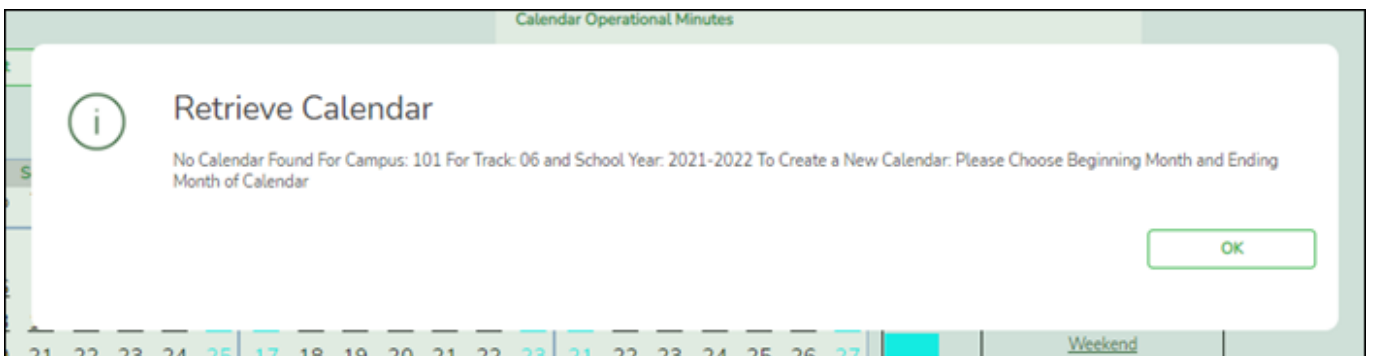 Calendar Operational Minutes
Retrieve Calendar
No Calendar Found For Campus: 101 For Track: 06 and School Year: 2021-2022 To Create a New Calendar: Please Choose Beginning Month and Ending
Month of Calendar
OK
Weekend
21 22 23 24 25 17 18 19 20 21 22 23 21 22 23 24 25 26 27